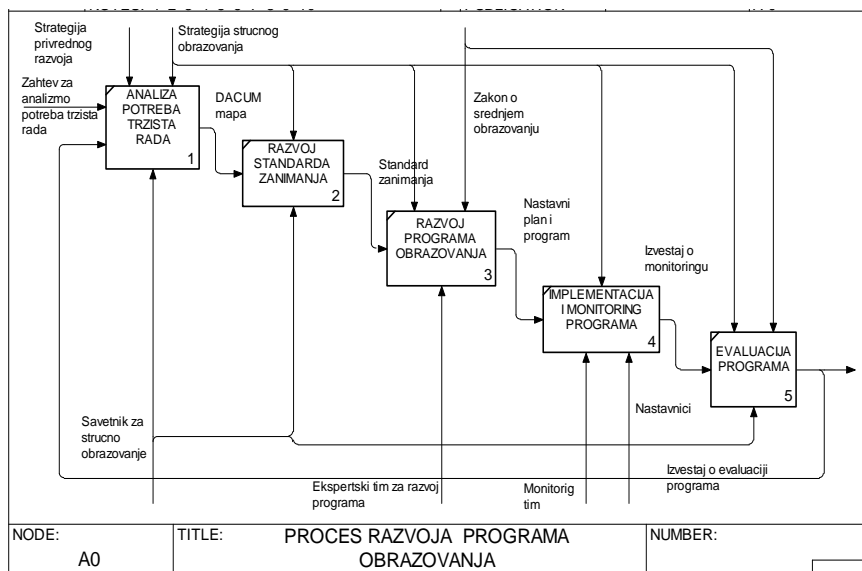 Strategija
privrednog
razvoja
Strategija strucnog
obrazovanja
Zahtev za
analizmo
potreba trzista
rada
ANALIZA
POTREBA
TRZISTA
RADA
1
DACUM
mapa
RAZVOJ
STANDARDA
ZANIMANJA
2
Standard
zanimanja
Zakon o
srednjem
obrazovanju
RAZVOJ
PROGRAMA
OBRAZOVANJA
3
Nastavni
plan i
program
IMPLEMENTACIJA
I MONITORING
PROGRAMA
4
Izvestaj o
monitoringu
EVALUACIJA
PROGRAMA
5
Savetnik za
strucno
obrazovanje
Nastavnici
Ekspertski tim za razvoj
programa
Monitorig
tim
Izvestaj o evaluaciji
programa
NODE:
A0
TITLE:
PROCES RAZVOJA PROGRAMA
OBRAZOVANJA
NUMBER: